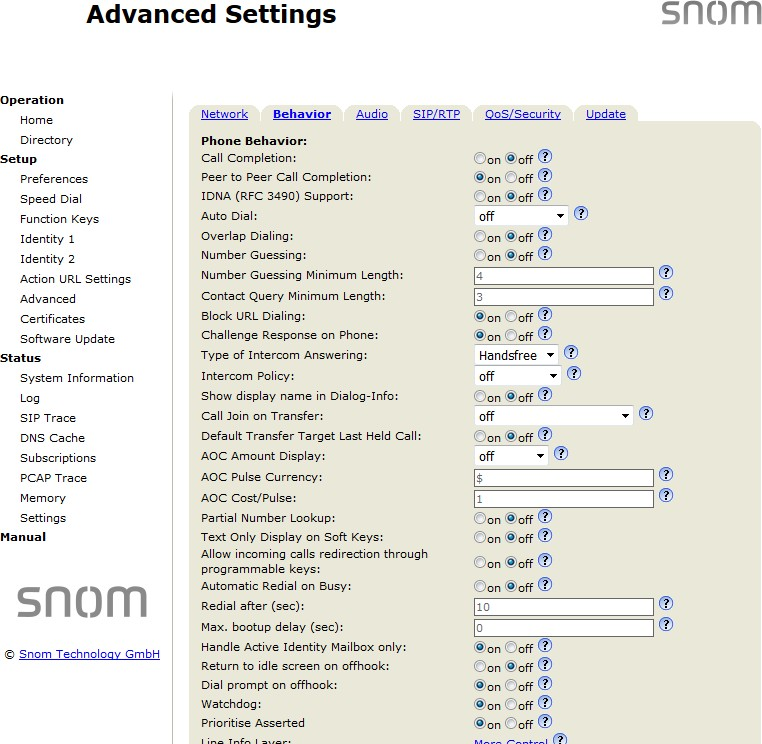 Advanced Settings
snom
Operation
Home
Directory
Setup
Preferences
Speed Dial
Function Keys
Identity 1
Identity 2
Action URL Settings
Advanced
Certificates
Software Update
Status
System Information
Log
SIP Trace
DNS Cache
Subscriptions
PCAP Trace
Memory
Settings
Manual
snom
© Snom Technology GmbH
Network Behavior Audio SIP/RTP QoS/Security Update
Phone Behavior:
Call Completion: on off ?
Peer to Peer Call Completion: on off ?
IDNA (RFC 3490) Support: on off ?
Auto Dial: off ?
Overlap Dialing: on off ?
Number Guessing: on off ?
Number Guessing Minimum Length: 4 ?
Contact Query Minimum Length: 3 ?
Block URL Dialing: on off ?
Challenge Response on Phone: on off ?
Type of Intercom Answering: Handsfree ?
Intercom Policy: off ?
Show display name in Dialog-Info: on off ?
Call Join on Transfer: off ?
Default Transfer Target Last Held Call: on off ?
AOC Amount Display: off ?
AOC Pulse Currency: $ ?
AOC Cost/Pulse: 1 ?
Partial Number Lookup: on off ?
Text Only Display on Soft Keys: on off ?
Allow incoming calls redirection through
programmable keys: on off ?
Automatic Redial on Busy: on off ?
Redial after (sec): 10 ?
Max. bootup delay (sec): 0 ?
Handle Active Identity Mailbox only: on off ?
Return to idle screen on offhook: on off ?
Dial prompt on offhook: on off ?
Watchdog: on off ?
Prioritise Asserted on off ?
Line Info Layer: More Control ?